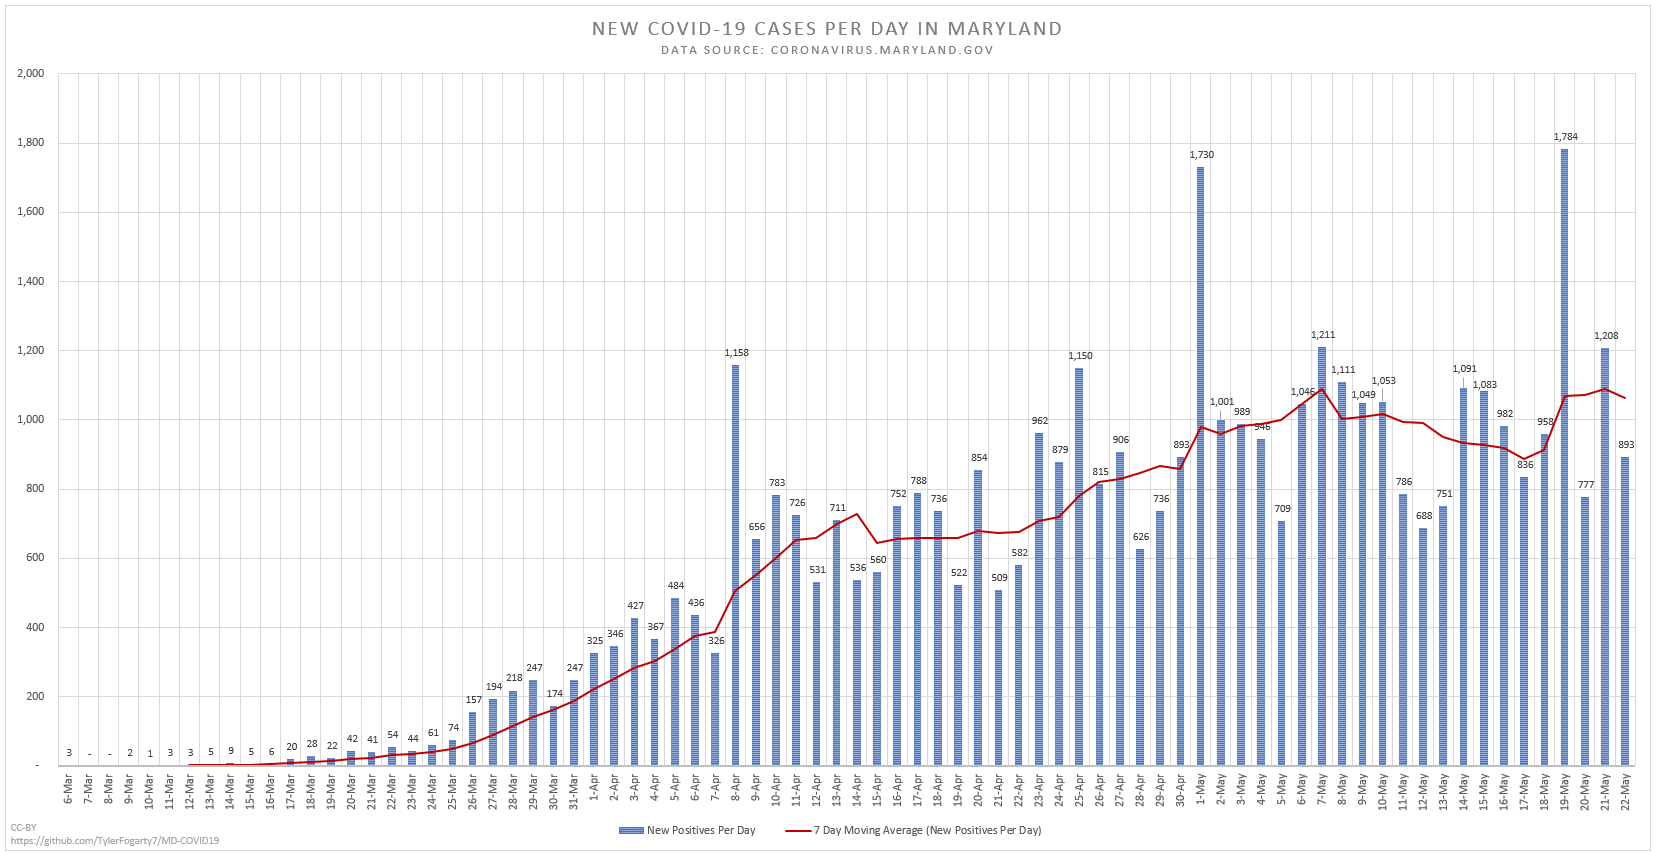 NEW COVID-19 CASES PER DAY IN MARYLAND
DATA SOURCE: CORONAVIRUS.MARYLAND.GOV
2,000
1,800
1,600
1,400
1,200
1,000
800
600
400
200
-
3 - - 2 1 3 3 5 9 5 6 20 28 22 42 41 54 44 61 74 157 194 218 247 174 247 325 346 427 367 484 436 326 1,158 656 783 726 531 711 536 560 752 788 736 522 854 509 582 962 879 1,150 815 906 626 736 893 1,730 1,001 989 946 709 1,046 1,211 1,111 1,049 1,053 786 688 751 1,091 1,083 982 836 958 1,784 777 1,208 893
6-Mar 7-Mar 8-Mar 9-Mar 10-Mar 11-Mar 12-Mar 13-Mar 14-Mar 15-Mar 16-Mar 17-Mar 18-Mar 19-Mar 20-Mar 21-Mar 22-Mar 23-Mar 24-Mar 25-Mar 26-Mar 27-Mar 28-Mar 29-Mar 30-Mar 31-Mar 1-Apr 2-Apr 3-Apr 4-Apr 5-Apr 6-Apr 7-Apr 8-Apr 9-Apr 10-Apr 11-Apr 12-Apr 13-Apr 14-Apr 15-Apr 16-Apr 17-Apr 18-Apr 19-Apr 20-Apr 21-Apr 22-Apr 23-Apr 24-Apr 25-Apr 26-Apr 27-Apr 28-Apr 29-Apr 30-Apr 1-May 2-May 3-May 4-May 5-May 6-May 7-May 8-May 9-May 10-May 11-May 12-May 13-May 14-May 15-May 16-May 17-May 18-May 19-May 20-May 21-May 22-May
New Positives Per Day 7 Day Moving Average (New Positives Per Day)
CC-BY
https://github.com/TylerFogarty7/MD-COVID19